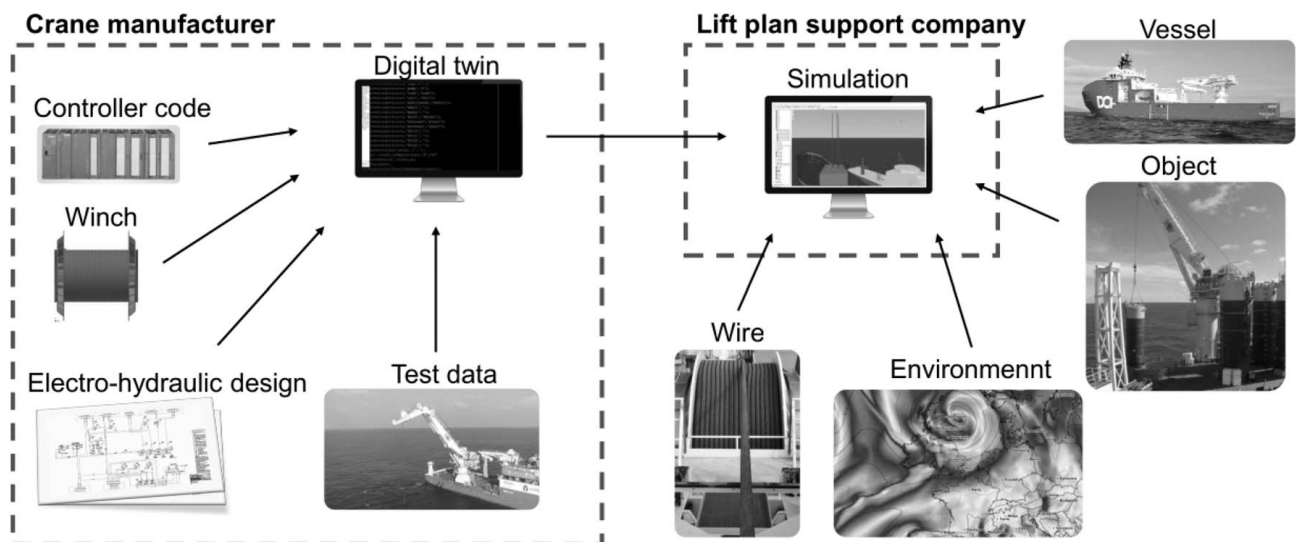 Crane manufacturer
Lift plan support company
Digital twin
Simulation
Vessel
Controller code
Object
Winch
Wire
Environmennt
Electro-hydraulic design
Test data